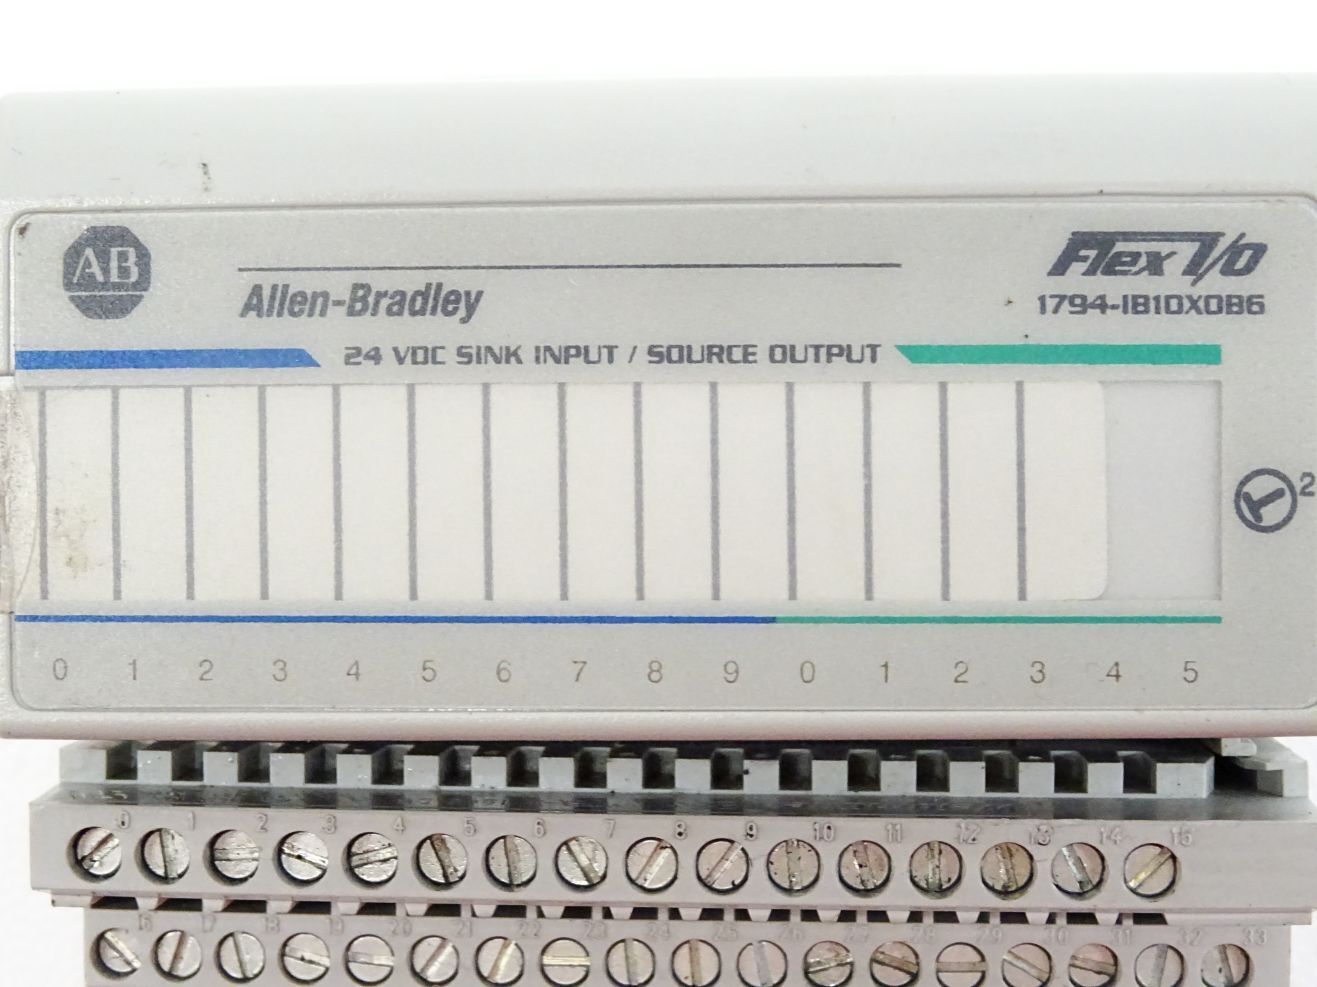 AB
Allen-Bradley
Flex I/O
1794-IB10XOB6
24 VDC SINK INPUT / SOURCE OUTPUT
2
0 1 2 3 4 5 6 7 8 9 0 1 2 3 4 5
0 1 2 3 4 5 6 7 8 9 10 11 12 13 14 15
16 17 18 19 20 21 22 23 24 25 26 27 28 29 30 31 32 33